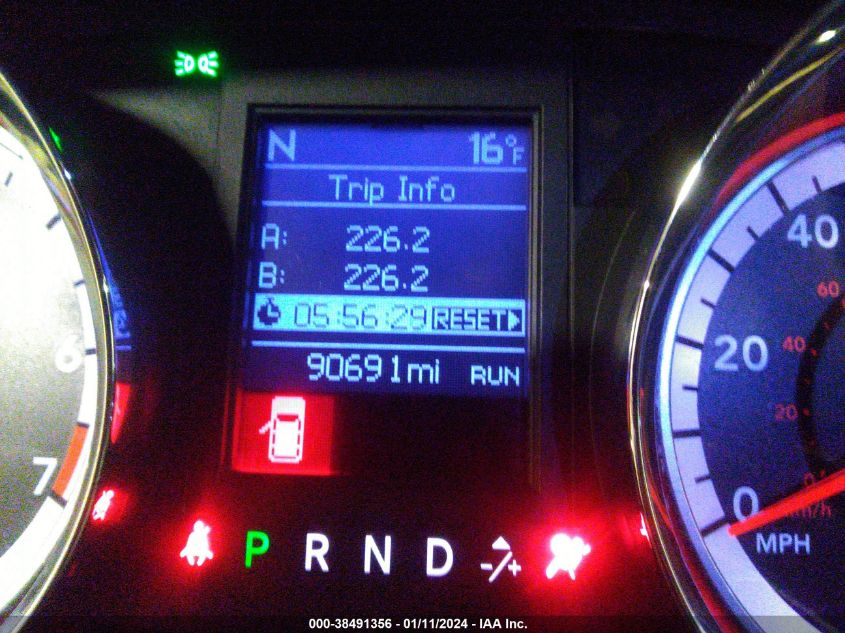 N 16°F
Trip Info
A: 226.2
B: 226.2
05:56:29 RESET
90691mi RUN
6
7
40
20
0
MPH
60
40
20
0
km/h
P R N D -/+
000-38491356 - 01/11/2024 - IAA Inc.